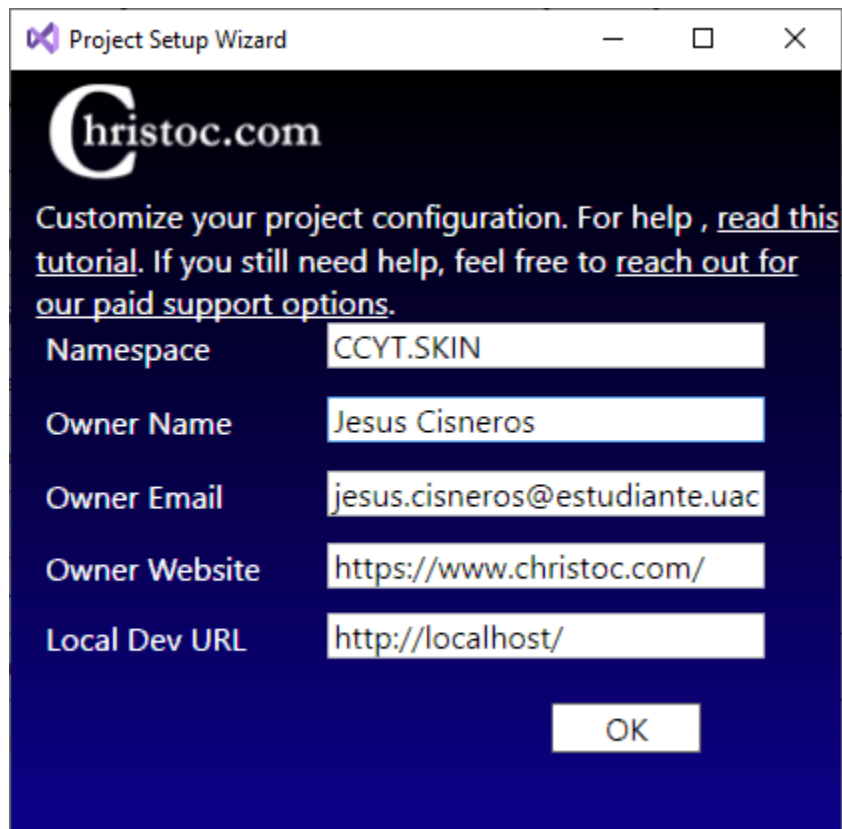 Project Setup Wizard
Christoc.com
Customize your project configuration. For help , read this
tutorial. If you still need help, feel free to reach out for
our paid support options.
Namespace CCYT.SKIN
Owner Name Jesus Cisneros
Owner Email jesus.cisneros@estudiante.uac
Owner Website https://www.christoc.com/
Local Dev URL http://localhost/
OK